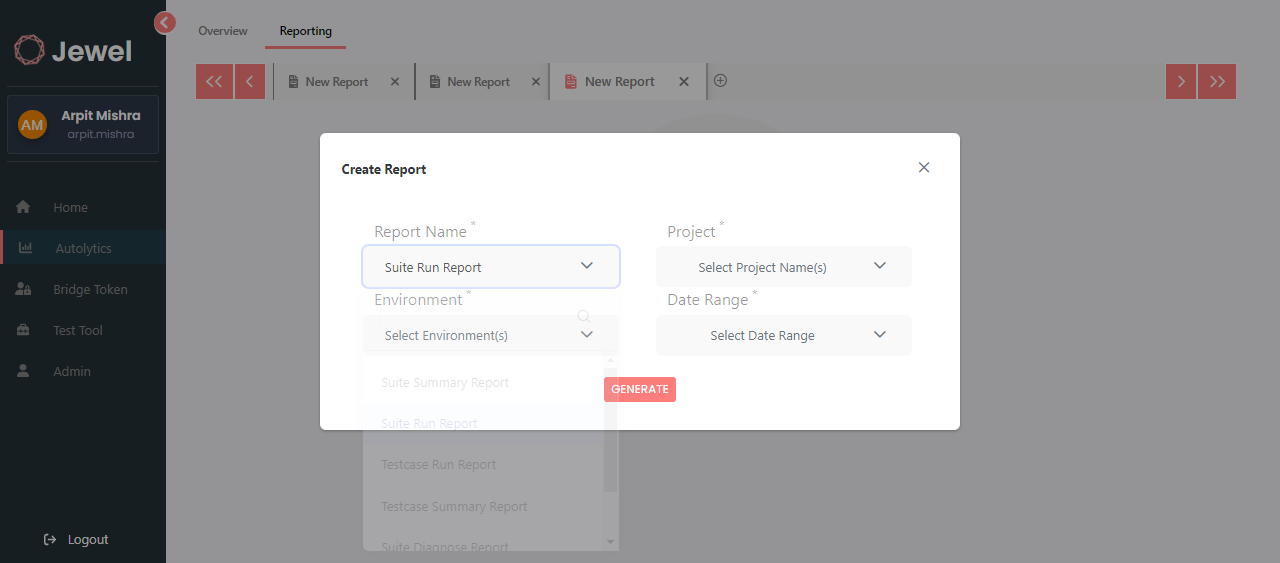 Jewel
AM
Arpit Mishra
arpit.mishra
Home
Autolytics
Bridge Token
Test Tool
Admin
Logout
Overview
Reporting
New Report
New Report
New Report
Create Report
Report Name *
Project *
Suite Run Report
Select Project Name(s)
Environment *
Date Range *
Select Environment(s)
Select Date Range
Suite Summary Report
GENERATE
Suite Run Report
Testcase Run Report
Testcase Summary Report
Suite Diagnose Report